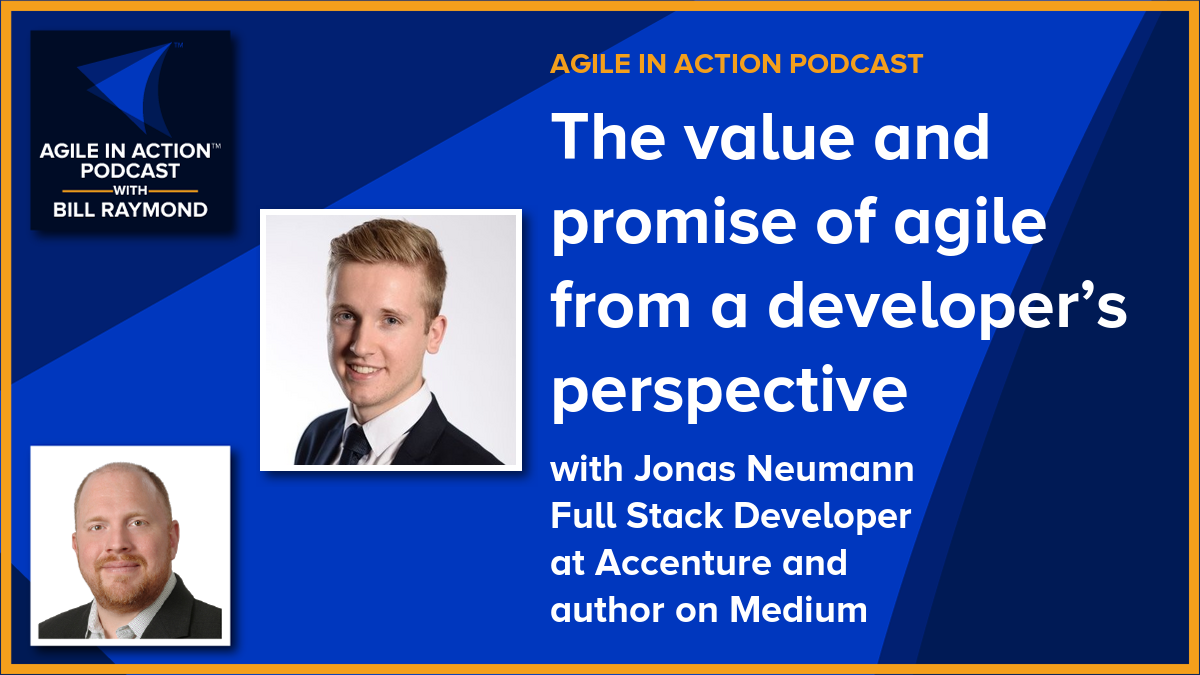 AGILE IN ACTION™
PODCAST
WITH
BILL RAYMOND
AGILE IN ACTION PODCAST
The value and
promise of agile
from a developer’s
perspective
with Jonas Neumann
Full Stack Developer
at Accenture and
author on Medium